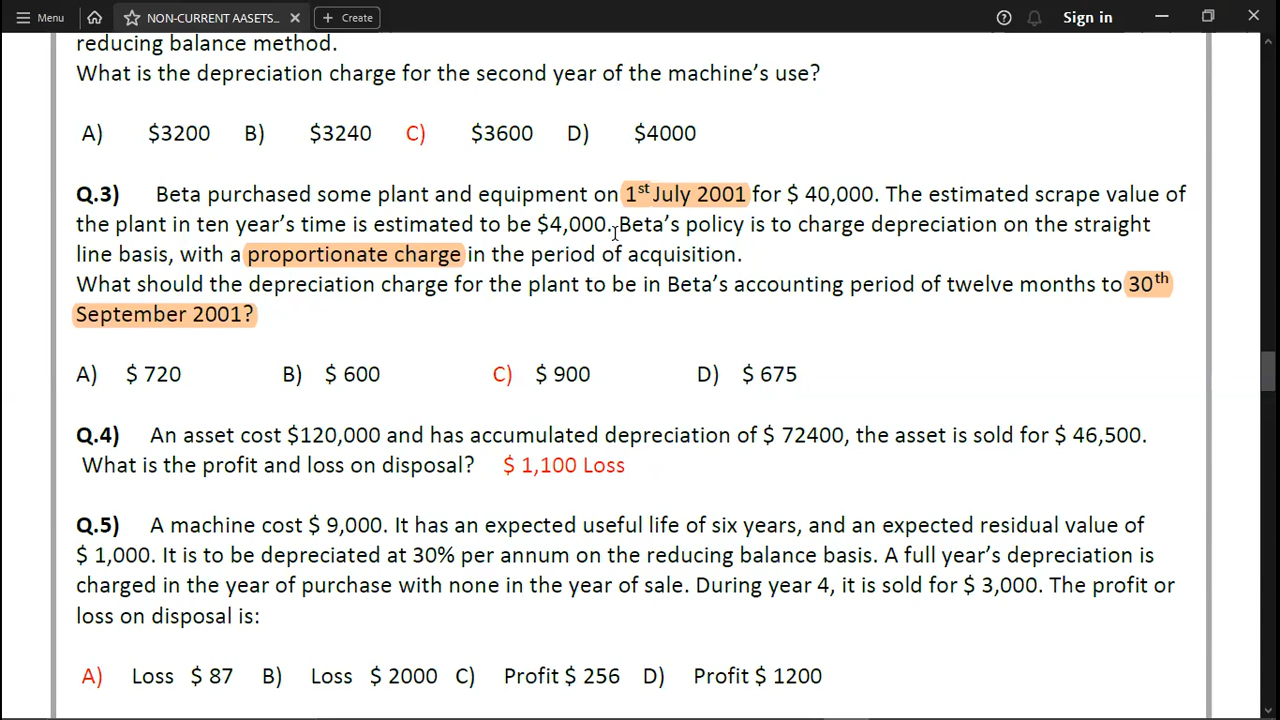 Menu NON-CURRENT AASETS... Create Sign in
reducing balance method.
What is the depreciation charge for the second year of the machine's use?
A) $3200 B) $3240 C) $3600 D) $4000
Q.3) Beta purchased some plant and equipment on 1st July 2001 for $ 40,000. The estimated scrape value of
the plant in ten year's time is estimated to be $4,000. Beta's policy is to charge depreciation on the straight
line basis, with a proportionate charge in the period of acquisition.
What should the depreciation charge for the plant to be in Beta's accounting period of twelve months to 30th
September 2001?
A) $ 720 B) $ 600 C) $ 900 D) $ 675
Q.4) An asset cost $120,000 and has accumulated depreciation of $ 72400, the asset is sold for $ 46,500.
What is the profit and loss on disposal? $ 1,100 Loss
Q.5) A machine cost $ 9,000. It has an expected useful life of six years, and an expected residual value of
$ 1,000. It is to be depreciated at 30% per annum on the reducing balance basis. A full year's depreciation is
charged in the year of purchase with none in the year of sale. During year 4, it is sold for $ 3,000. The profit or
loss on disposal is:
A) Loss $ 87 B) Loss $ 2000 C) Profit $ 256 D) Profit $ 1200